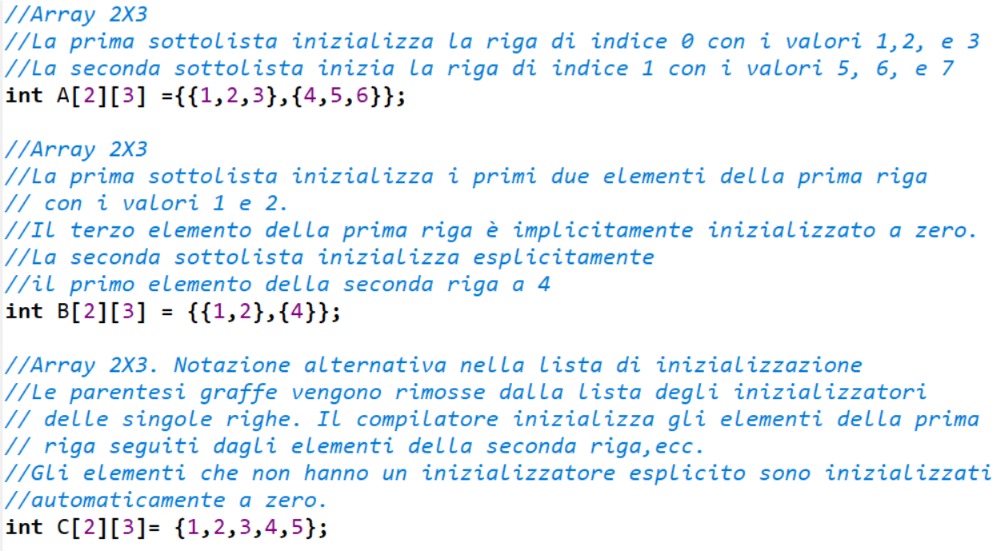 //Array 2X3
//La prima sottolista inizializza la riga di indice 0 con i valori 1,2, e 3
//La seconda sottolista inizia la riga di indice 1 con i valori 5, 6, e 7
int A[2][3] ={{1,2,3},{4,5,6}};
//Array 2X3
//La prima sottolista inizializza i primi due elementi della prima riga
// con i valori 1 e 2.
//Il terzo elemento della prima riga è implicitamente inizializzato a zero.
//La seconda sottolista inizializza esplicitamente
//il primo elemento della seconda riga a 4
int B[2][3] = {{1,2},{4}};
//Array 2X3. Notazione alternativa nella lista di inizializzazione
//Le parentesi graffe vengono rimosse dalla lista degli inizializzatori
// delle singole righe. Il compilatore inizializza gli elementi della prima
// riga seguiti dagli elementi della seconda riga,ecc.
//Gli elementi che non hanno un inizializzatore esplicito sono inizializzati
//automaticamente a zero.
int C[2][3]= {1,2,3,4,5};